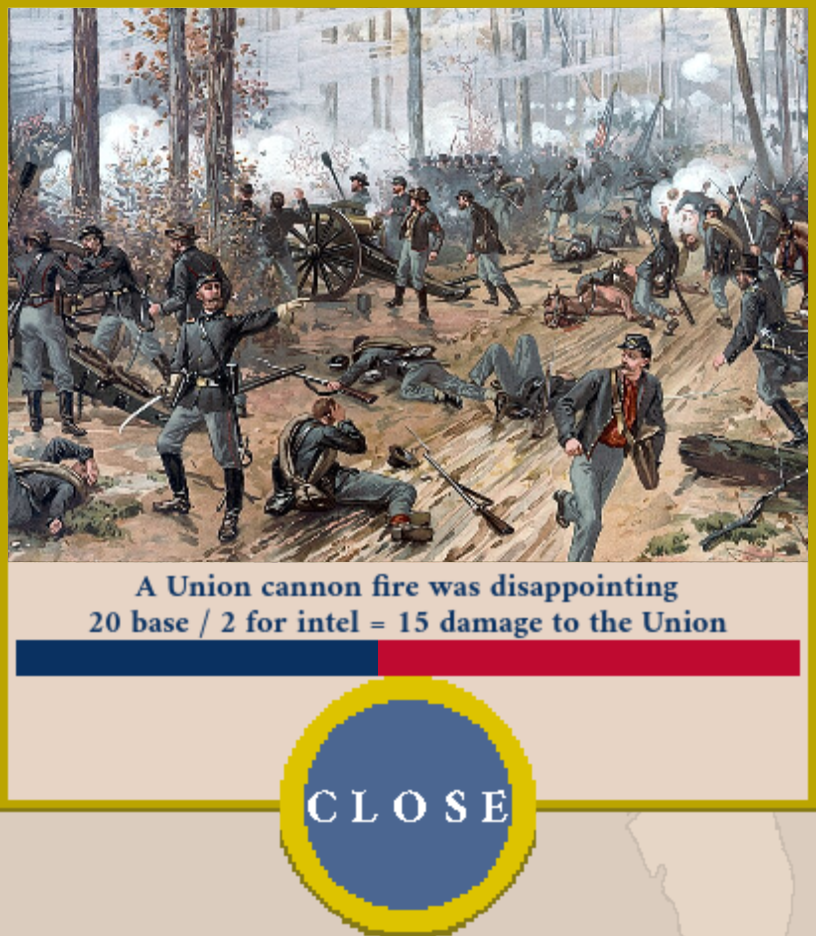 A Union cannon fire was disappointing
20 base / 2 for intel = 15 damage to the Union
CLOSE